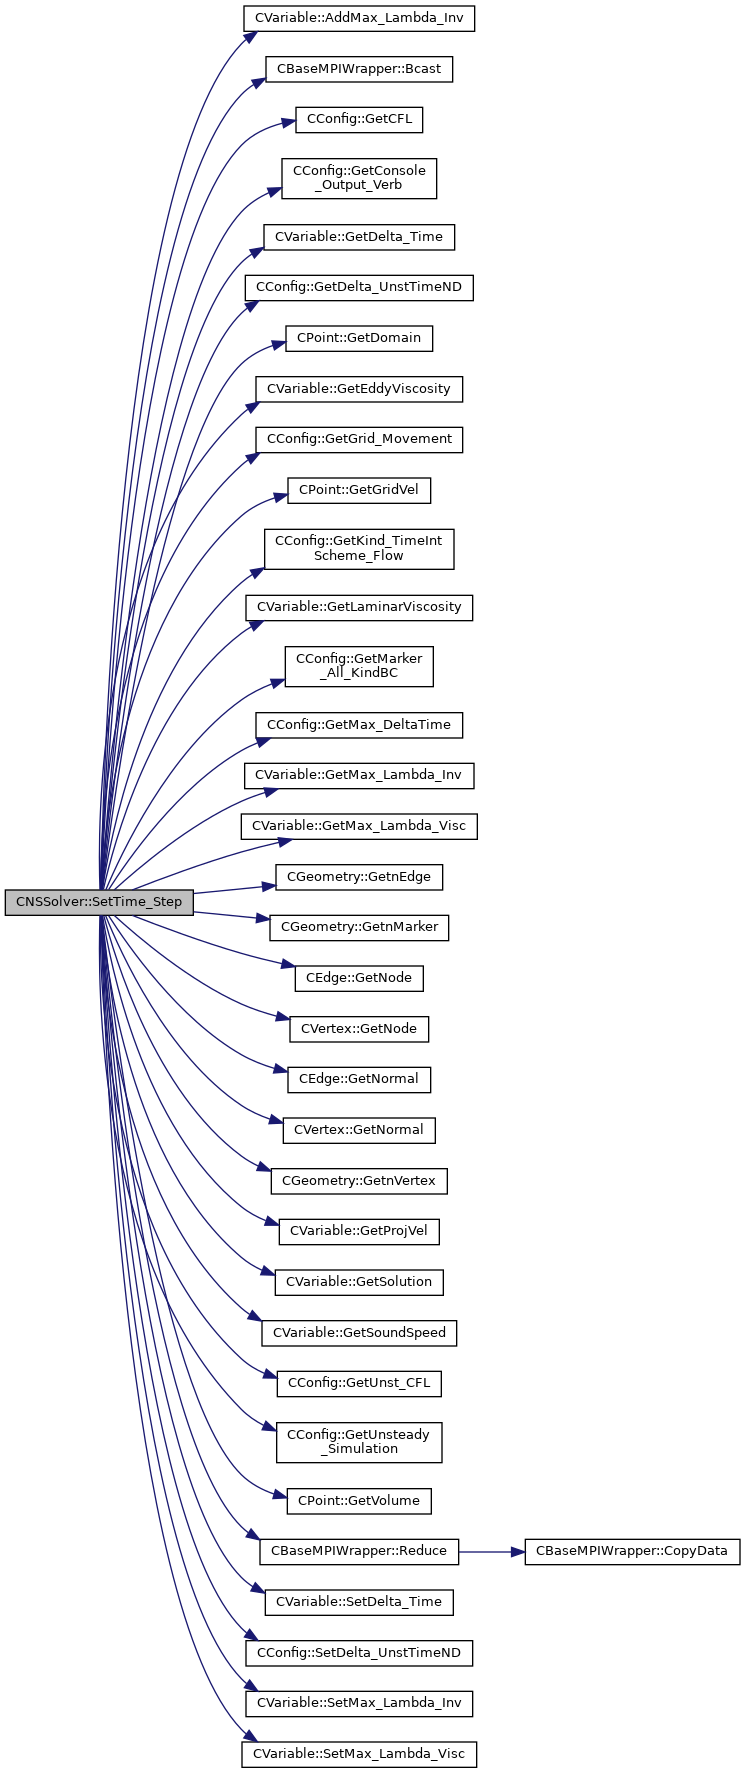 CVariable::AddMax_Lambda_Inv
CBaseMPIWrapper::Bcast
CConfig::GetCFL
CConfig::GetConsole
_Output_Verb
CVariable::GetDelta_Time
CConfig::GetDelta_UnstTimeND
CPoint::GetDomain
CVariable::GetEddyViscosity
CConfig::GetGrid_Movement
CPoint::GetGridVel
CConfig::GetKind_TimeInt
Scheme_Flow
CVariable::GetLaminarViscosity
CConfig::GetMarker
_All_KindBC
CConfig::GetMax_DeltaTime
CVariable::GetMax_Lambda_Inv
CVariable::GetMax_Lambda_Visc
CGeometry::GetnEdge
CNSSolver::SetTime_Step
CGeometry::GetnMarker
CEdge::GetNode
CVertex::GetNode
CEdge::GetNormal
CVertex::GetNormal
CGeometry::GetnVertex
CVariable::GetProjVel
CVariable::GetSolution
CVariable::GetSoundSpeed
CConfig::GetUnst_CFL
CConfig::GetUnsteady
_Simulation
CPoint::GetVolume
CBaseMPIWrapper::Reduce
CBaseMPIWrapper::CopyData
CVariable::SetDelta_Time
CConfig::SetDelta_UnstTimeND
CVariable::SetMax_Lambda_Inv
CVariable::SetMax_Lambda_Visc